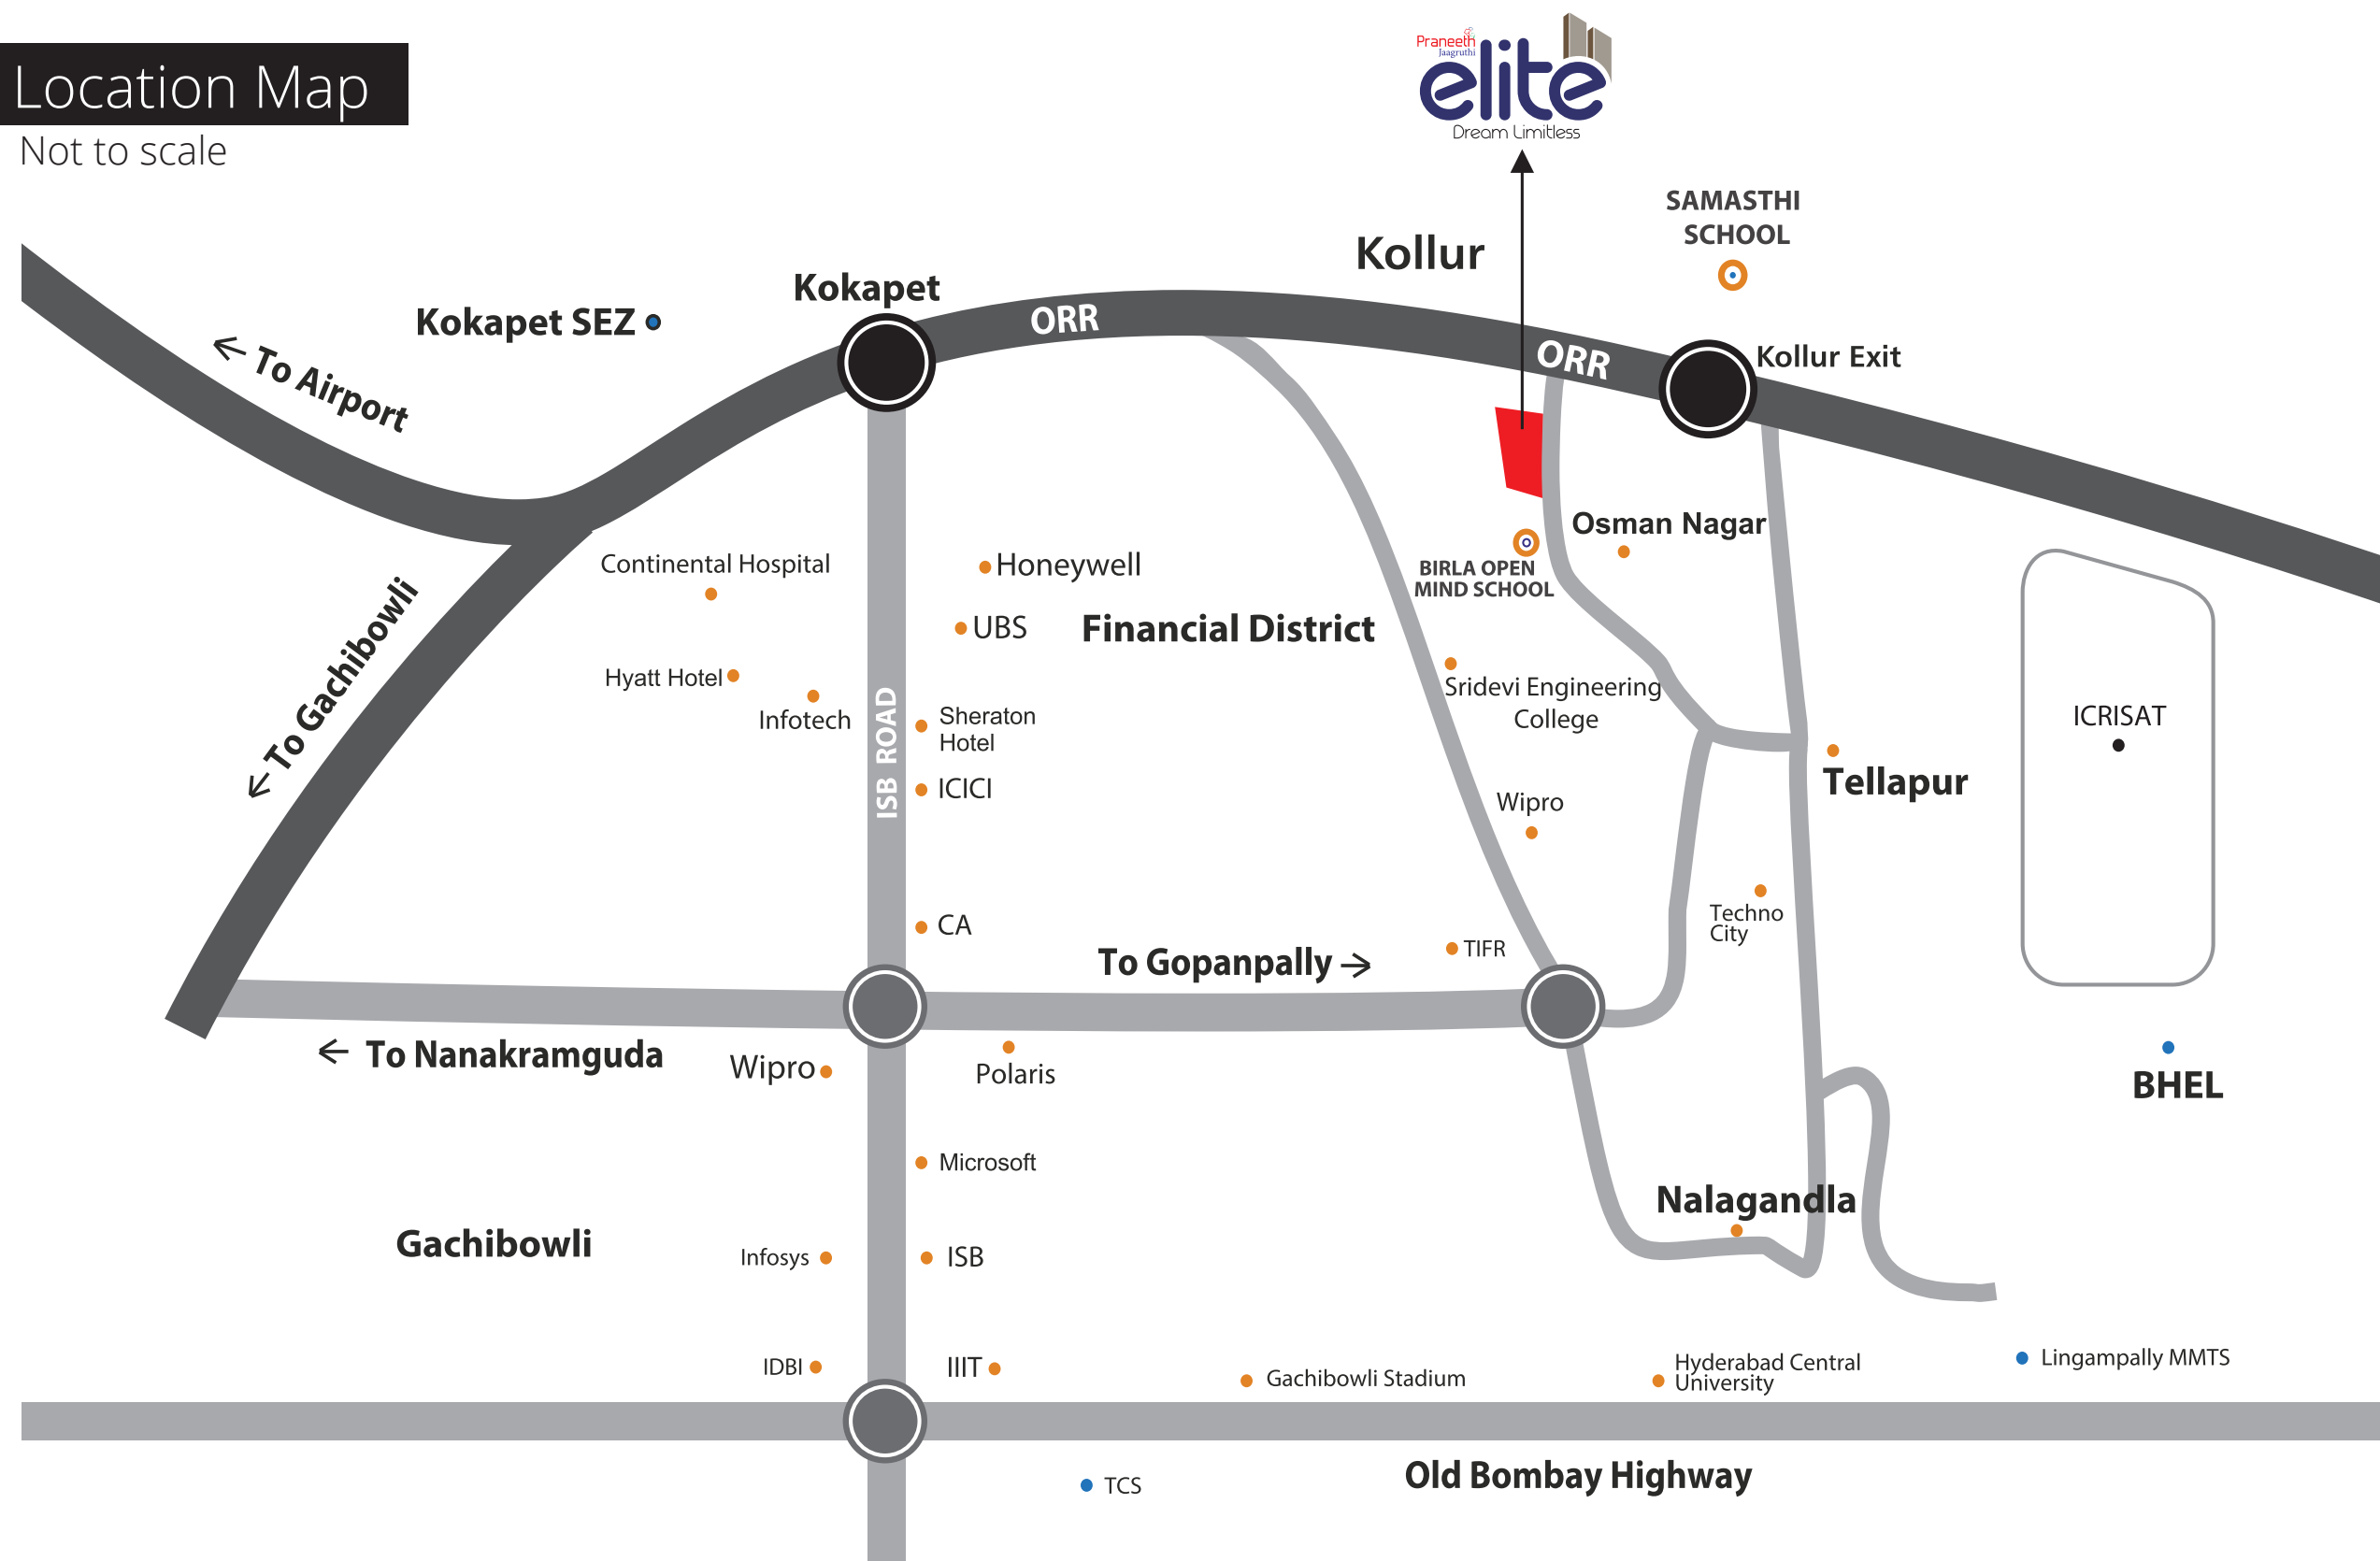 Location Map
Not to scale
Praneeth
Jaagruthi
elite
Dream Limitless
SAMASTHI
SCHOOL
Kollur
Kokapet
Kokapet SEZ
ORR
ORR
Kollur Exit
To Airport
Osman Nagar
Continental Hospital
Honeywell
BIRLA OPEN
MIND SCHOOL
UBS
Financial District
To Gachibowli
Hyatt Hotel
Infotech
Sridevi Engineering
College
Sheraton
Hotel
ISB ROAD
ICICI
ICRISAT
Tellapur
Wipro
CA
Techno
City
To Gopanpally
TIFR
To Nanakramguda
Wipro
Polaris
BHEL
Microsoft
Nalagandla
Gachibowli
Infosys
ISB
IDBI
IIIT
Gachibowli Stadium
Hyderabad Central
University
Lingampally MMTS
Old Bombay Highway
TCS